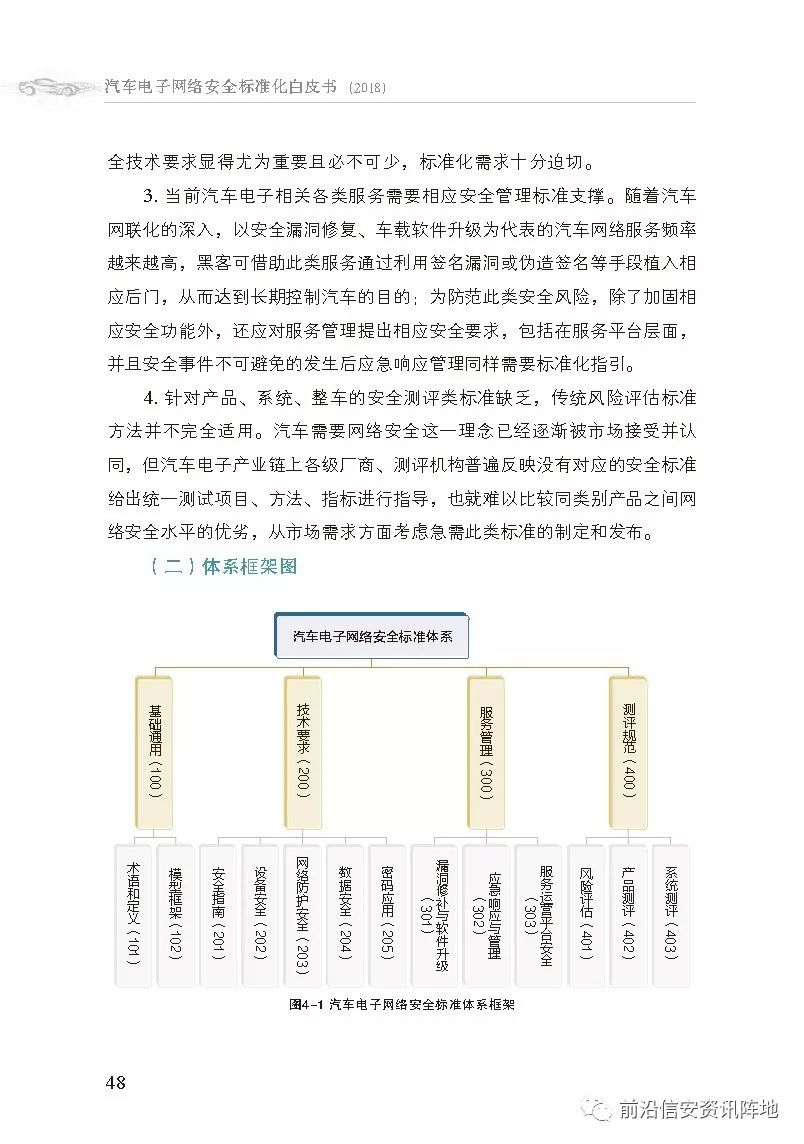 汽车电子网络安全标准化白皮书 (2018)
全技术要求显得尤为重要且必不可少，标准化需求十分迫切。
3. 当前汽车电子相关各类服务需要相应安全管理标准支撑。随着汽车
网联化的深入，以安全漏洞修复、车载软件升级为代表的汽车网络服务频率
越来越高，黑客可借助此类服务通过利用签名漏洞或伪造签名等手段植入相
应后门，从而达到长期控制汽车的目的；为防范此类安全风险，除了加固相
应安全功能外，还应对服务管理提出相应安全要求，包括在服务平台层面，
并且安全事件不可避免的发生后应急响应管理同样需要标准化指引。
4. 针对产品、系统、整车的安全测评类标准缺乏，传统风险评估标准
方法并不完全适用。汽车需要网络安全这一理念已经逐渐被市场接受并认
同，但汽车电子产业链上各级厂商、测评机构普遍反映没有对应的安全标准
给出统一测试项目、方法、指标进行指导，也就难以比较同类别产品之间网
络安全水平的优劣，从市场需求方面考虑急需此类标准的制定和发布。
（二）体系框架图
汽车电子网络安全标准体系
基础通用（100）
技术要求（200）
服务管理（300）
测评规范（400）
术语和定义（101）
模型框架（102）
安全指南（201）
设备安全（202）
网络防护安全（203）
数据安全（204）
密码应用（205）
漏洞修补与软件升级
（301）
应急响应与管理
（302）
服务运营平台安全
（303）
风险评估（401）
产品测评（402）
系统测评（403）
图4-1 汽车电子网络安全标准体系框架
48
前沿信安资讯阵地